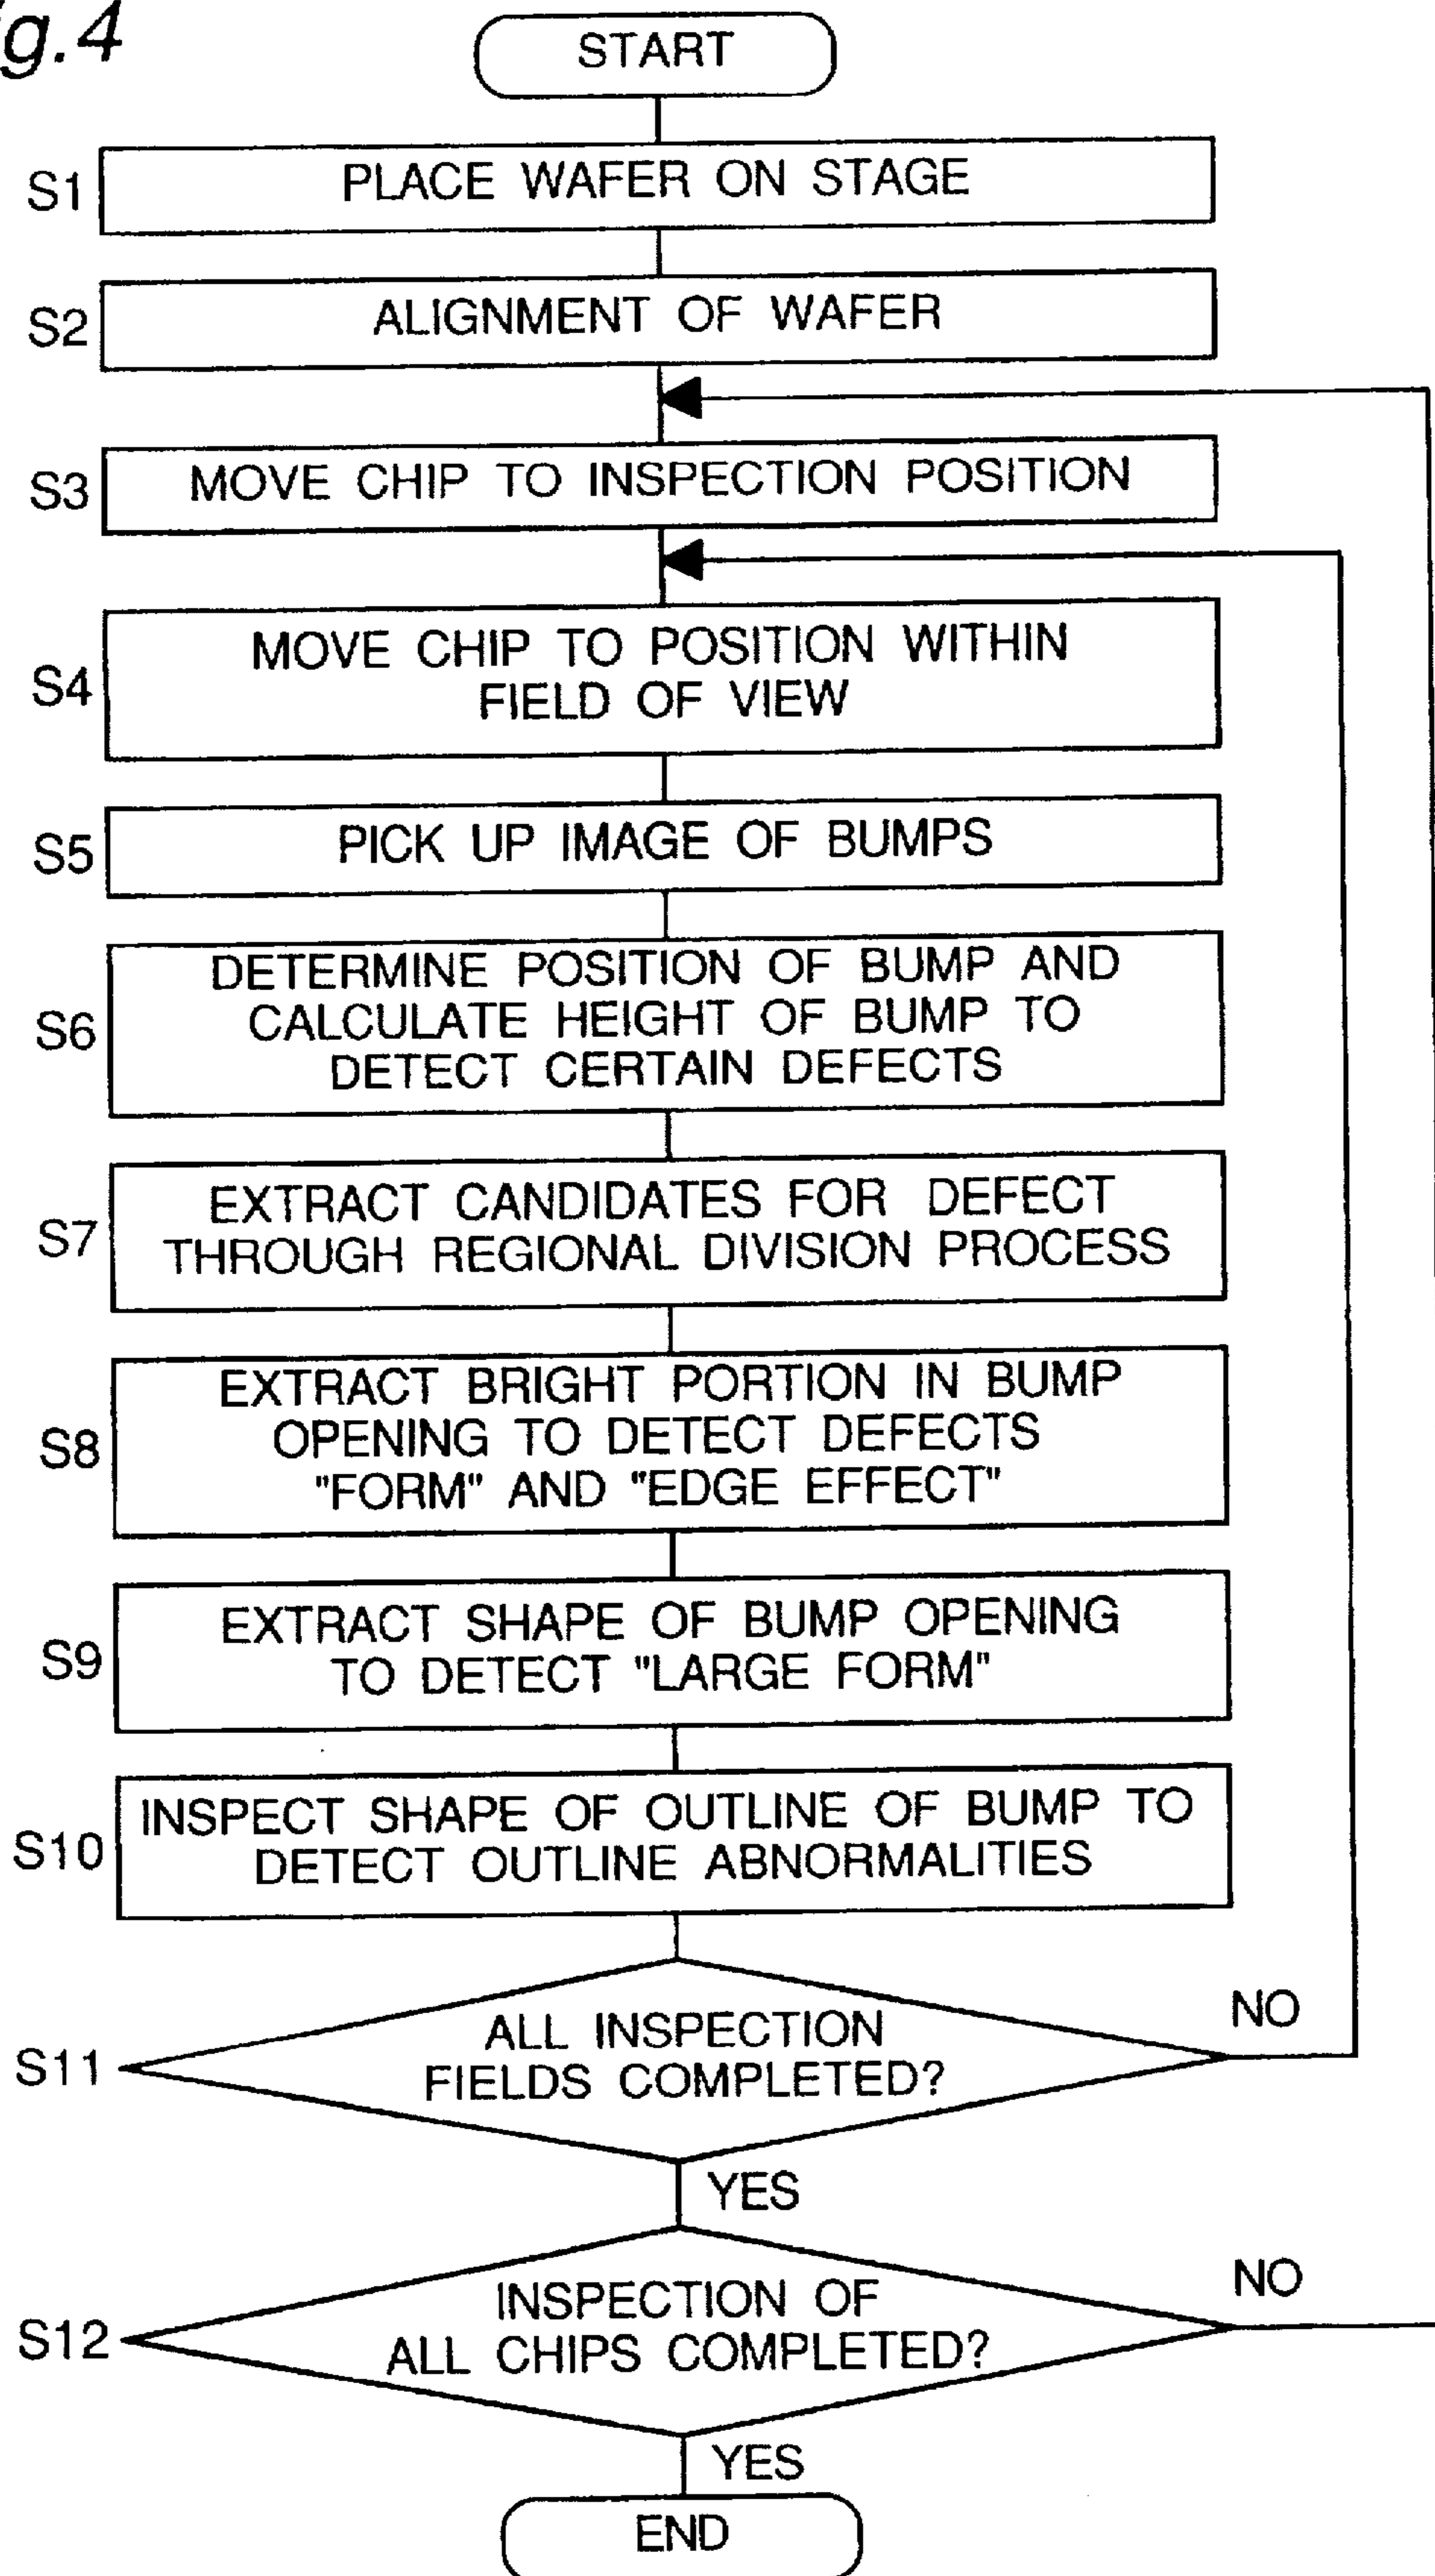 g.4
START
S1
PLACE WAFER ON STAGE
S2
ALIGNMENT OF WAFER
S3
MOVE CHIP TO INSPECTION POSITION
S4
MOVE CHIP TO POSITION WITHIN
FIELD OF VIEW
S5
PICK UP IMAGE OF BUMPS
S6
DETERMINE POSITION OF BUMP AND
CALCULATE HEIGHT OF BUMP TO
DETECT CERTAIN DEFECTS
S7
EXTRACT CANDIDATES FOR DEFECT
THROUGH REGIONAL DIVISION PROCESS
S8
EXTRACT BRIGHT PORTION IN BUMP
OPENING TO DETECT DEFECTS
"FORM" AND "EDGE EFFECT"
S9
EXTRACT SHAPE OF BUMP OPENING
TO DETECT "LARGE FORM"
S10
INSPECT SHAPE OF OUTLINE OF BUMP TO
DETECT OUTLINE ABNORMALITIES
S11
ALL INSPECTION
FIELDS COMPLETED?
NO
YES
S12
INSPECTION OF
ALL CHIPS COMPLETED?
NO
YES
END